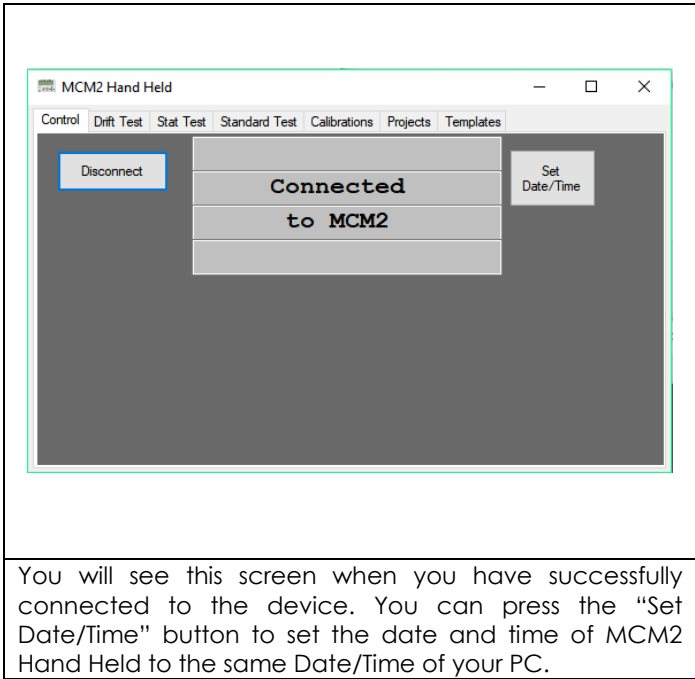 MCM2 Hand Held
Control Drift Test Stat Test Standard Test Calibrations Projects Templates
Disconnect
Connected
to MCM2
Set
Date/Time
You will see this screen when you have successfully
connected to the device. You can press the “Set
Date/Time” button to set the date and time of MCM2
Hand Held to the same Date/Time of your PC.